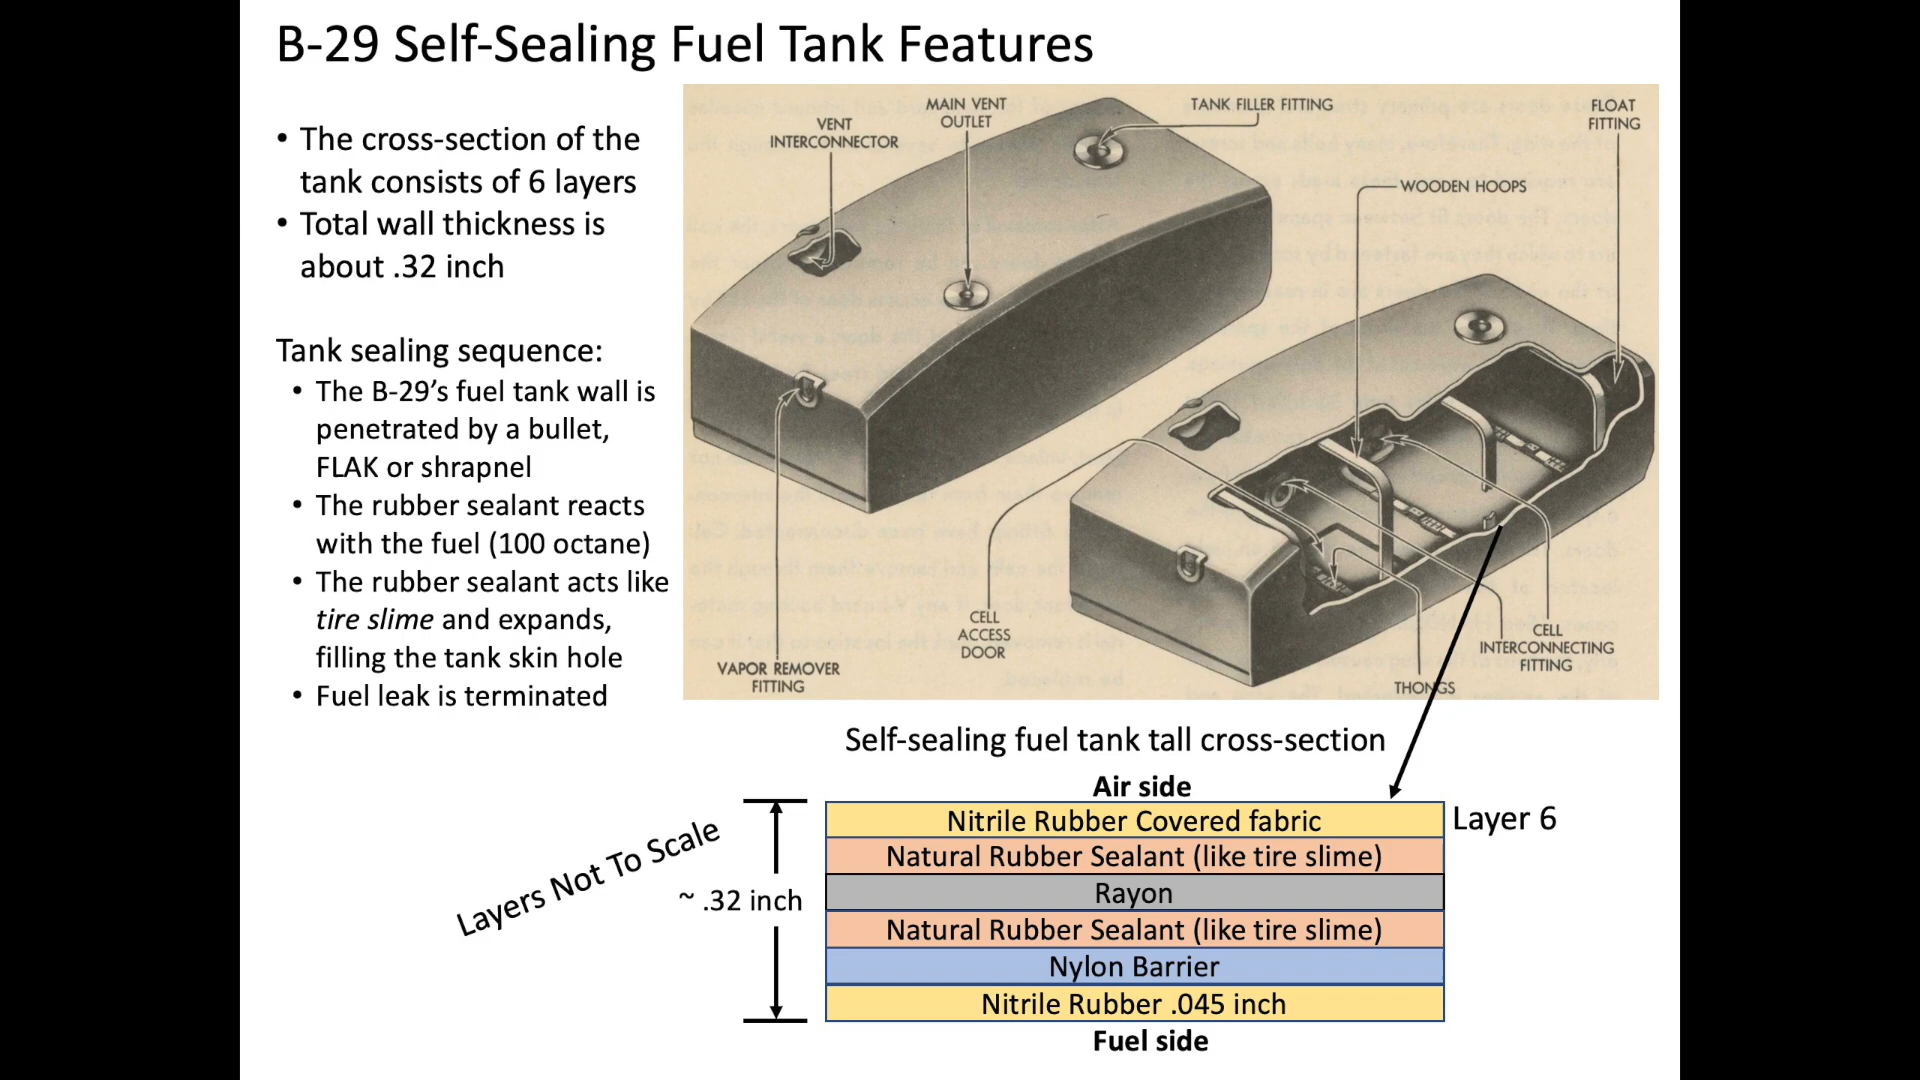 B-29 Self-Sealing Fuel Tank Features
• The cross-section of the
tank consists of 6 layers
• Total wall thickness is
about .32 inch
Tank sealing sequence:
• The B-29’s fuel tank wall is
penetrated by a bullet,
FLAK or shrapnel
• The rubber sealant reacts
with the fuel (100 octane)
• The rubber sealant acts like
tire slime and expands,
filling the tank skin hole
• Fuel leak is terminated
VENT
INTERCONNECTOR
MAIN VENT
OUTLET
TANK FILLER FITTING
FLOAT
FITTING
WOODEN HOOPS
CELL
ACCESS
DOOR
VAPOR REMOVER
FITTING
CELL
INTERCONNECTING
FITTING
THONGS
Self-sealing fuel tank tall cross-section
Air side
Nitrile Rubber Covered fabric
Layer 6
Natural Rubber Sealant (like tire slime)
Rayon
Natural Rubber Sealant (like tire slime)
Nylon Barrier
Nitrile Rubber .045 inch
Fuel side
Layers Not To Scale
~ .32 inch